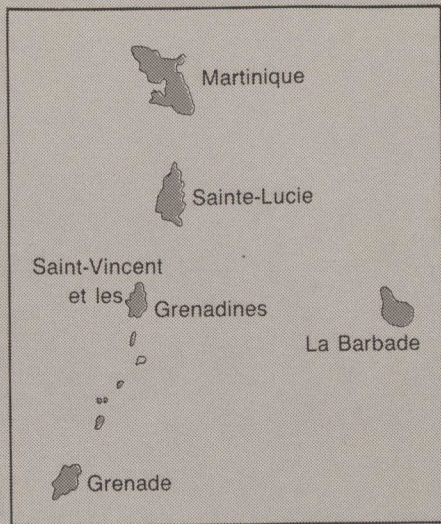 Martinique
Sainte-Lucie
Saint-Vincent
et les Grenadines
La Barbade
Grenade